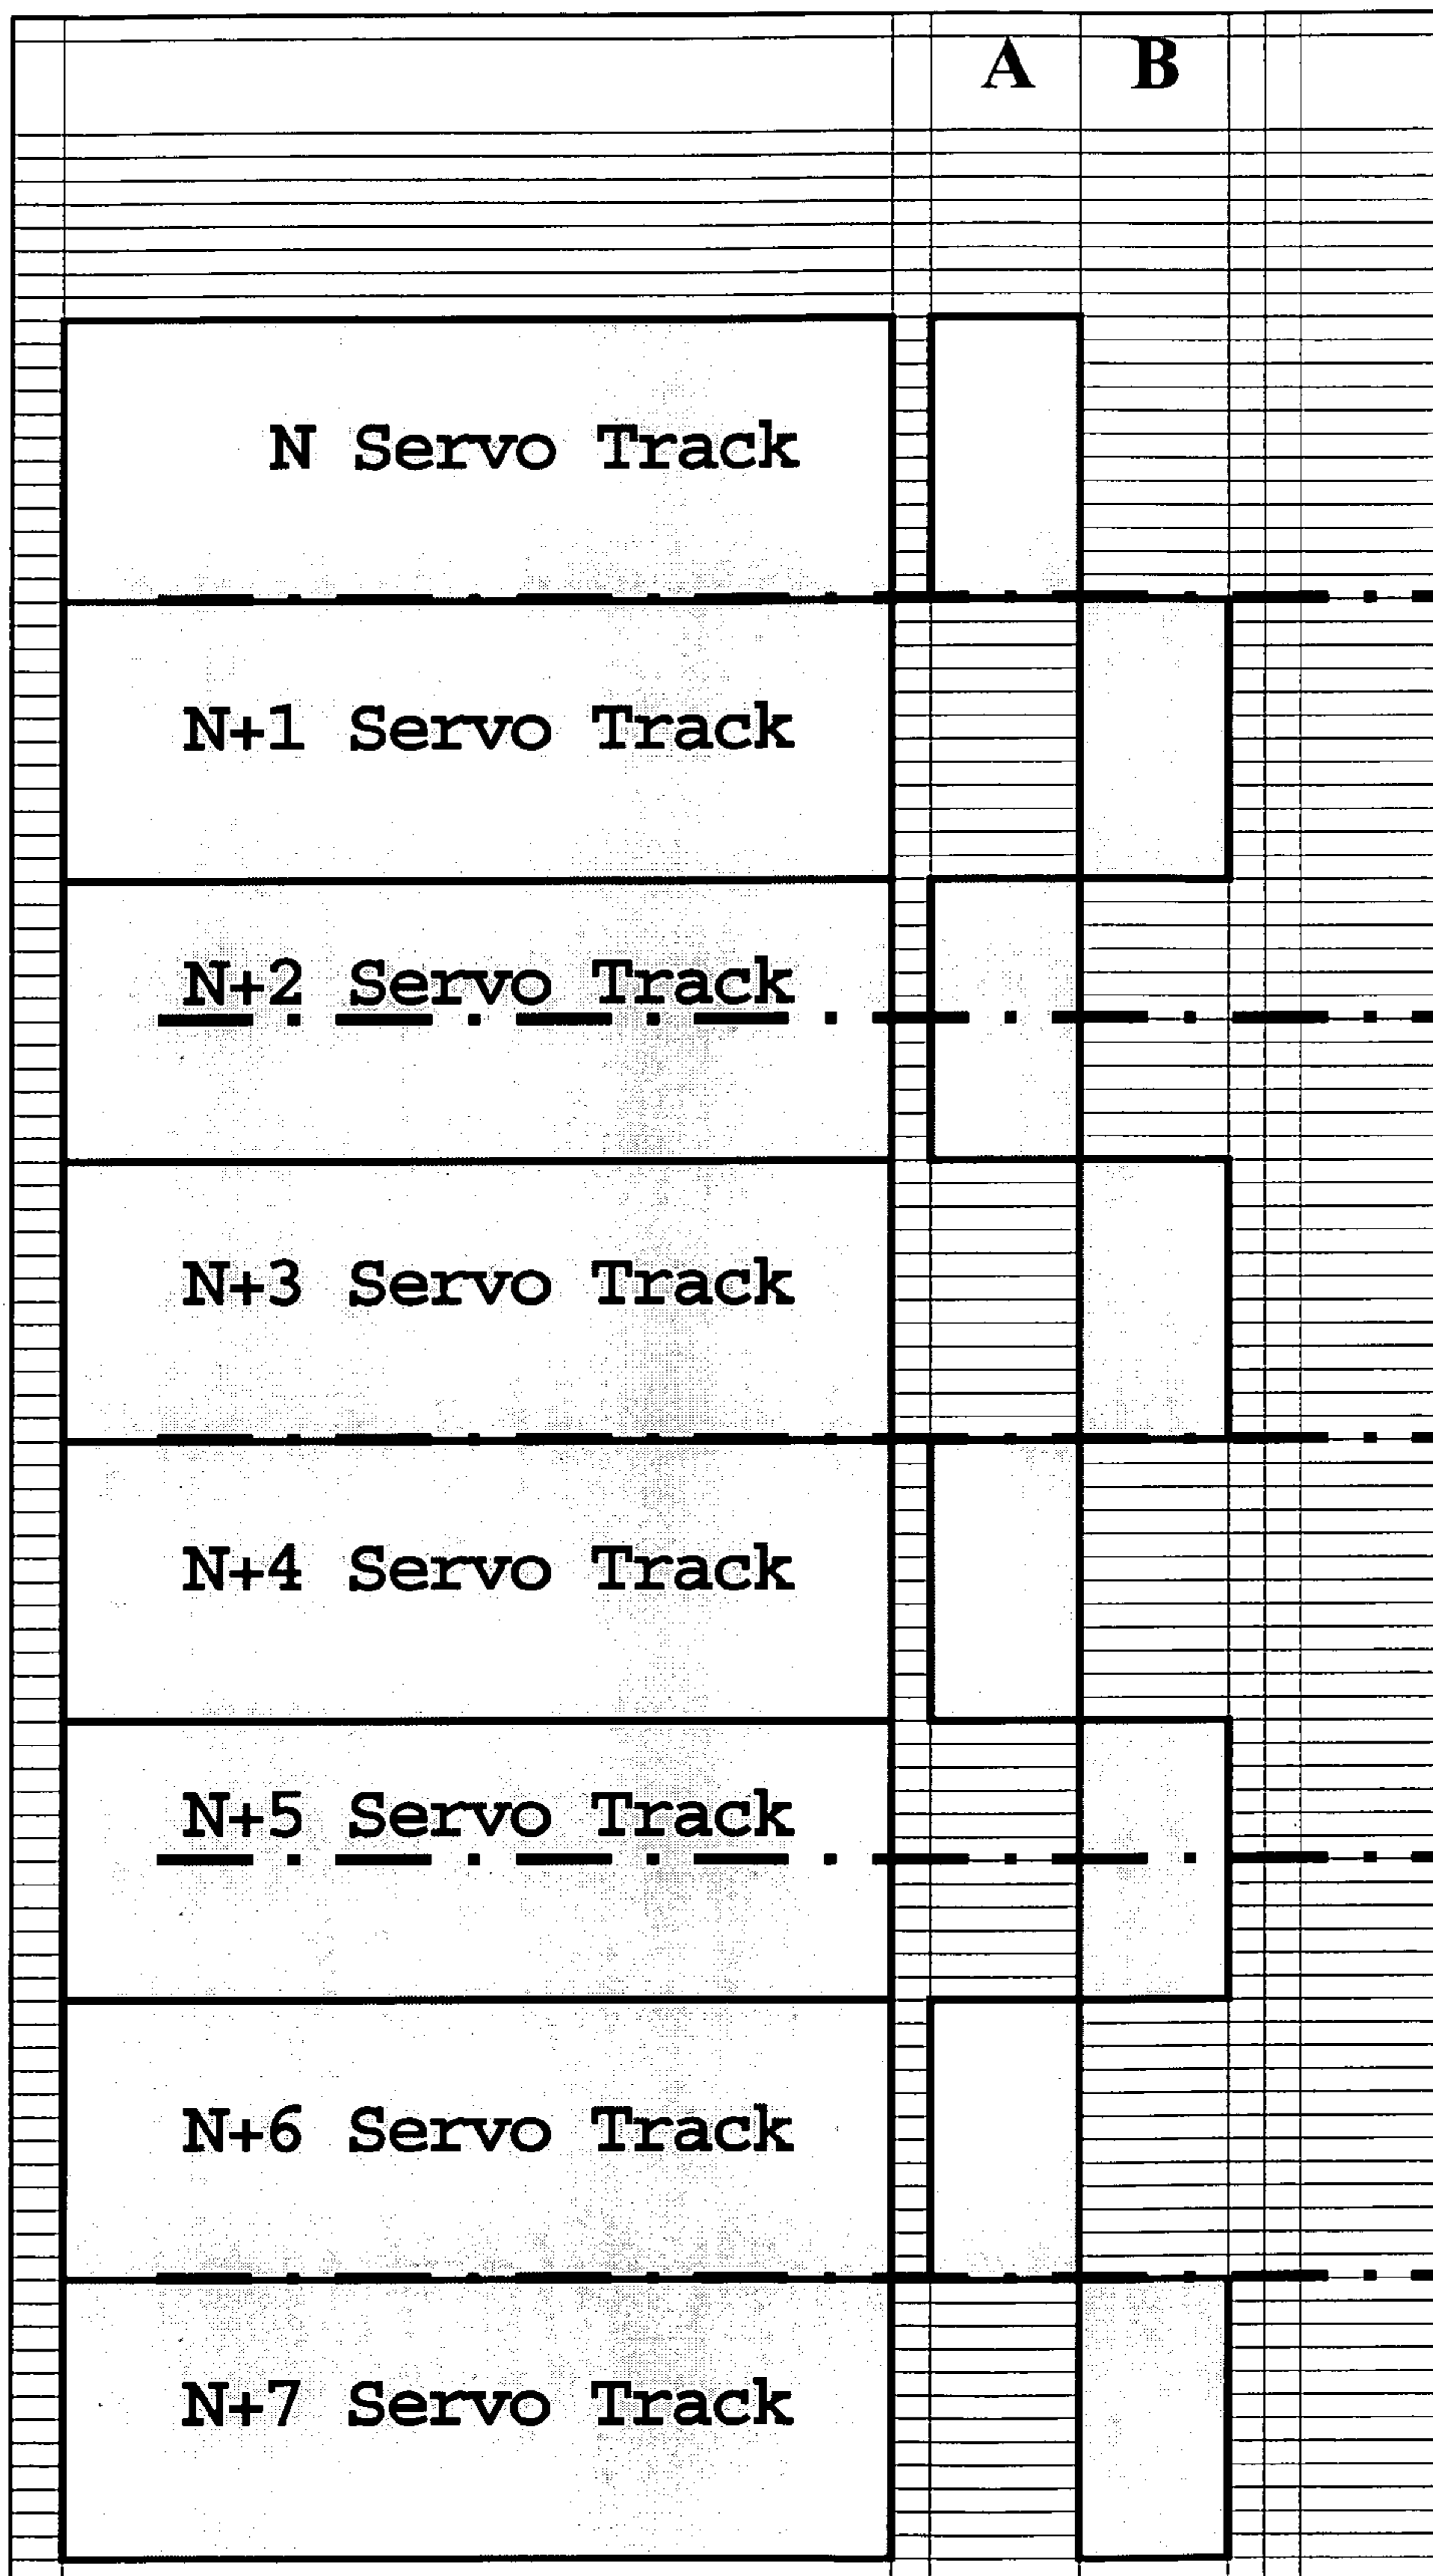 A B
N Servo Track
N+1 Servo Track
N+2 Servo Track
N+3 Servo Track
N+4 Servo Track
N+5 Servo Track
N+6 Servo Track
N+7 Servo Track